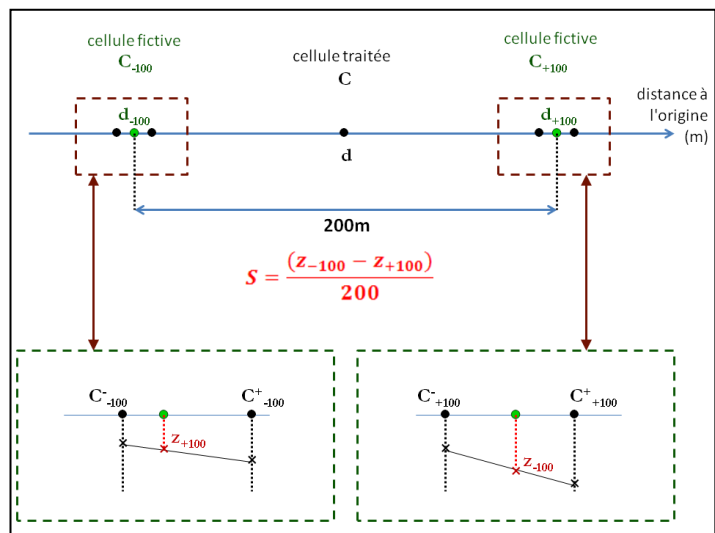 cellule fictive
C-100
cellule traitée
C
cellule fictive
C+100
distance à
l'origine
(m)
d-100
d+100
d
200m
S = (z-100 − z+100) / 200
C⁻-100
C⁺-100
z+100
C⁻+100
C⁺+100
z-100